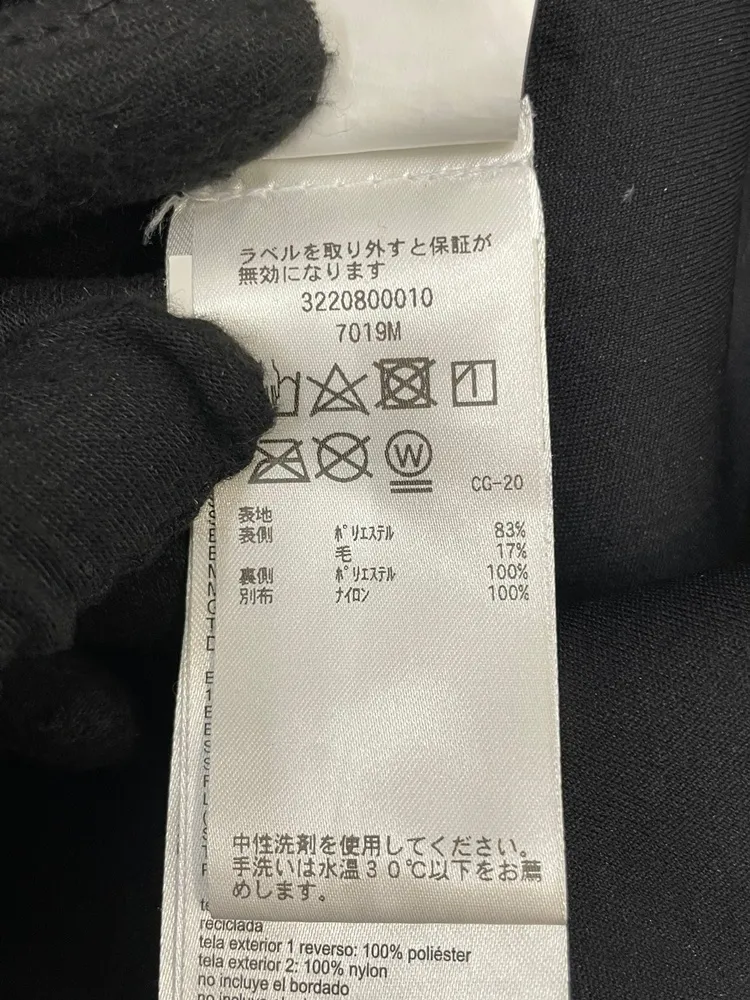 ラベルを取り外すと保証が
無効になります
3220800010
7019M
W
CG-20
表地
表側 ポリエステル 83%
毛 17%
裏側 ポリエステル 100%
別布 ナイロン 100%
中性洗剤を使用してください。
手洗いは水温30℃以下をお薦
めします。
reciclada
tela exterior 1 reverso: 100% poliéster
tela exterior 2: 100% nylon
no incluye el bordado